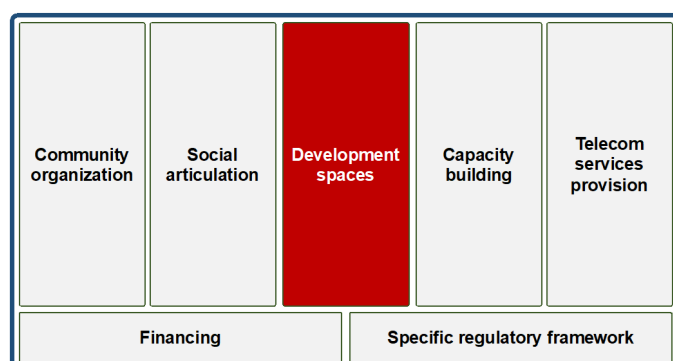 Community
organization
Social
articulation
Development
spaces
Capacity
building
Telecom
services
provision
Financing
Specific regulatory framework